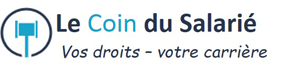 Le Coin du Salarié
Vos droits – votre carrière